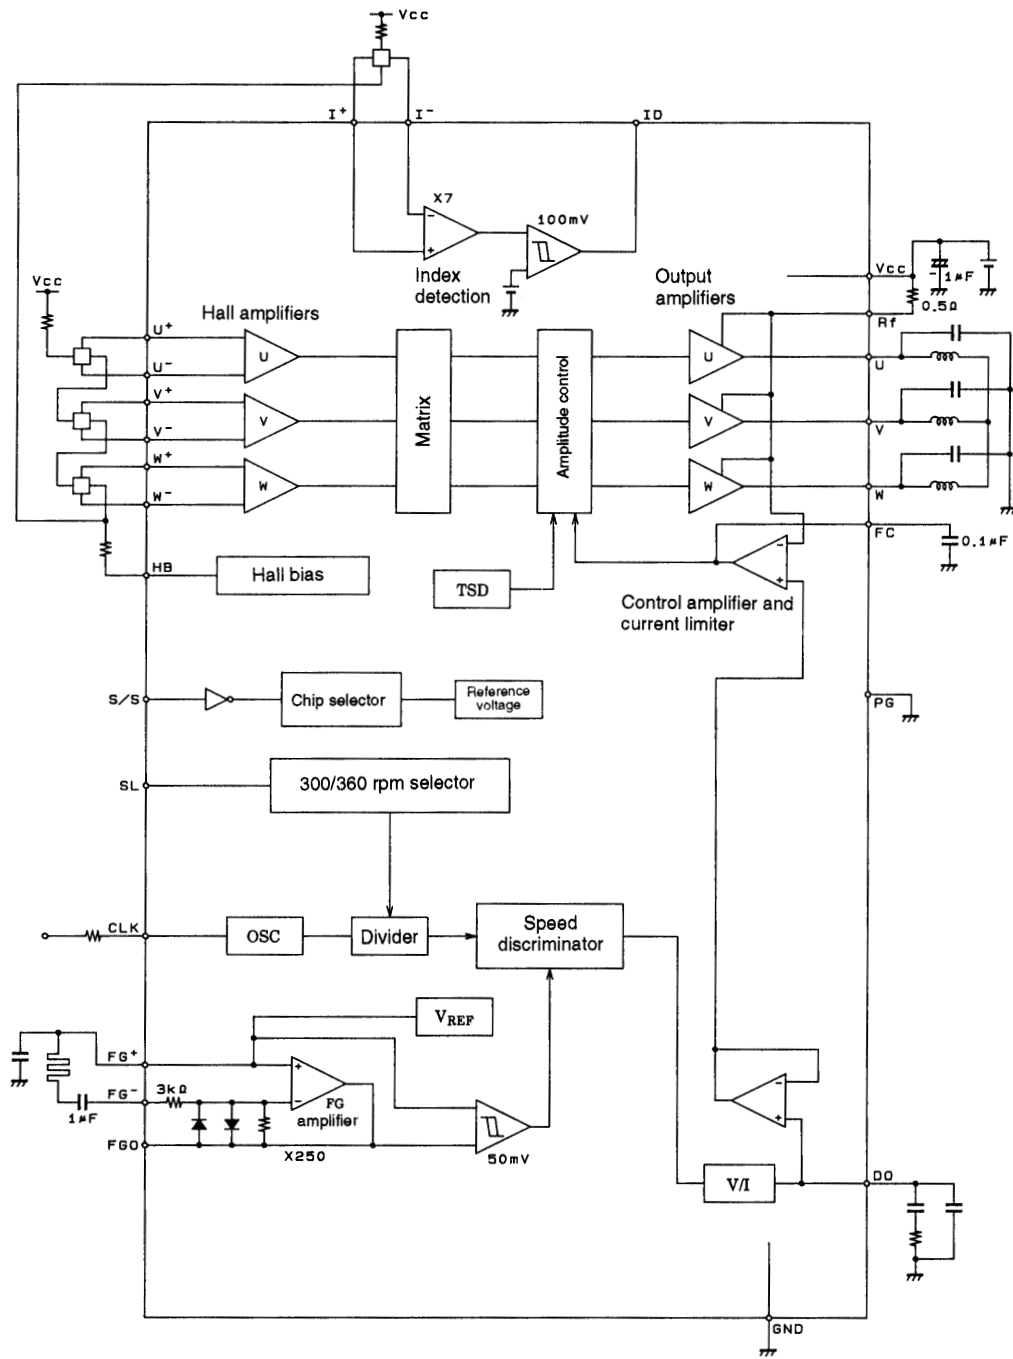 Vcc
I+
I-
ID
X7
100mV
Index
detection
Output
amplifiers
Vcc
1µF
0.5Ω
Rf
Vcc
Hall amplifiers
U+
U-
U
V+
V-
V
W+
W-
W
Matrix
Amplitude control
U
V
W
U
V
W
FC
0.1µF
HB
Hall bias
TSD
Control amplifier and
current limiter
S/S
Chip selector
Reference
voltage
PG
SL
300/360 rpm selector
CLK
OSC
Divider
Speed
discriminator
VREF
FG+
FG-
3kΩ
1µF
FG
amplifier
FGO
X250
50mV
V/I
DO
GND